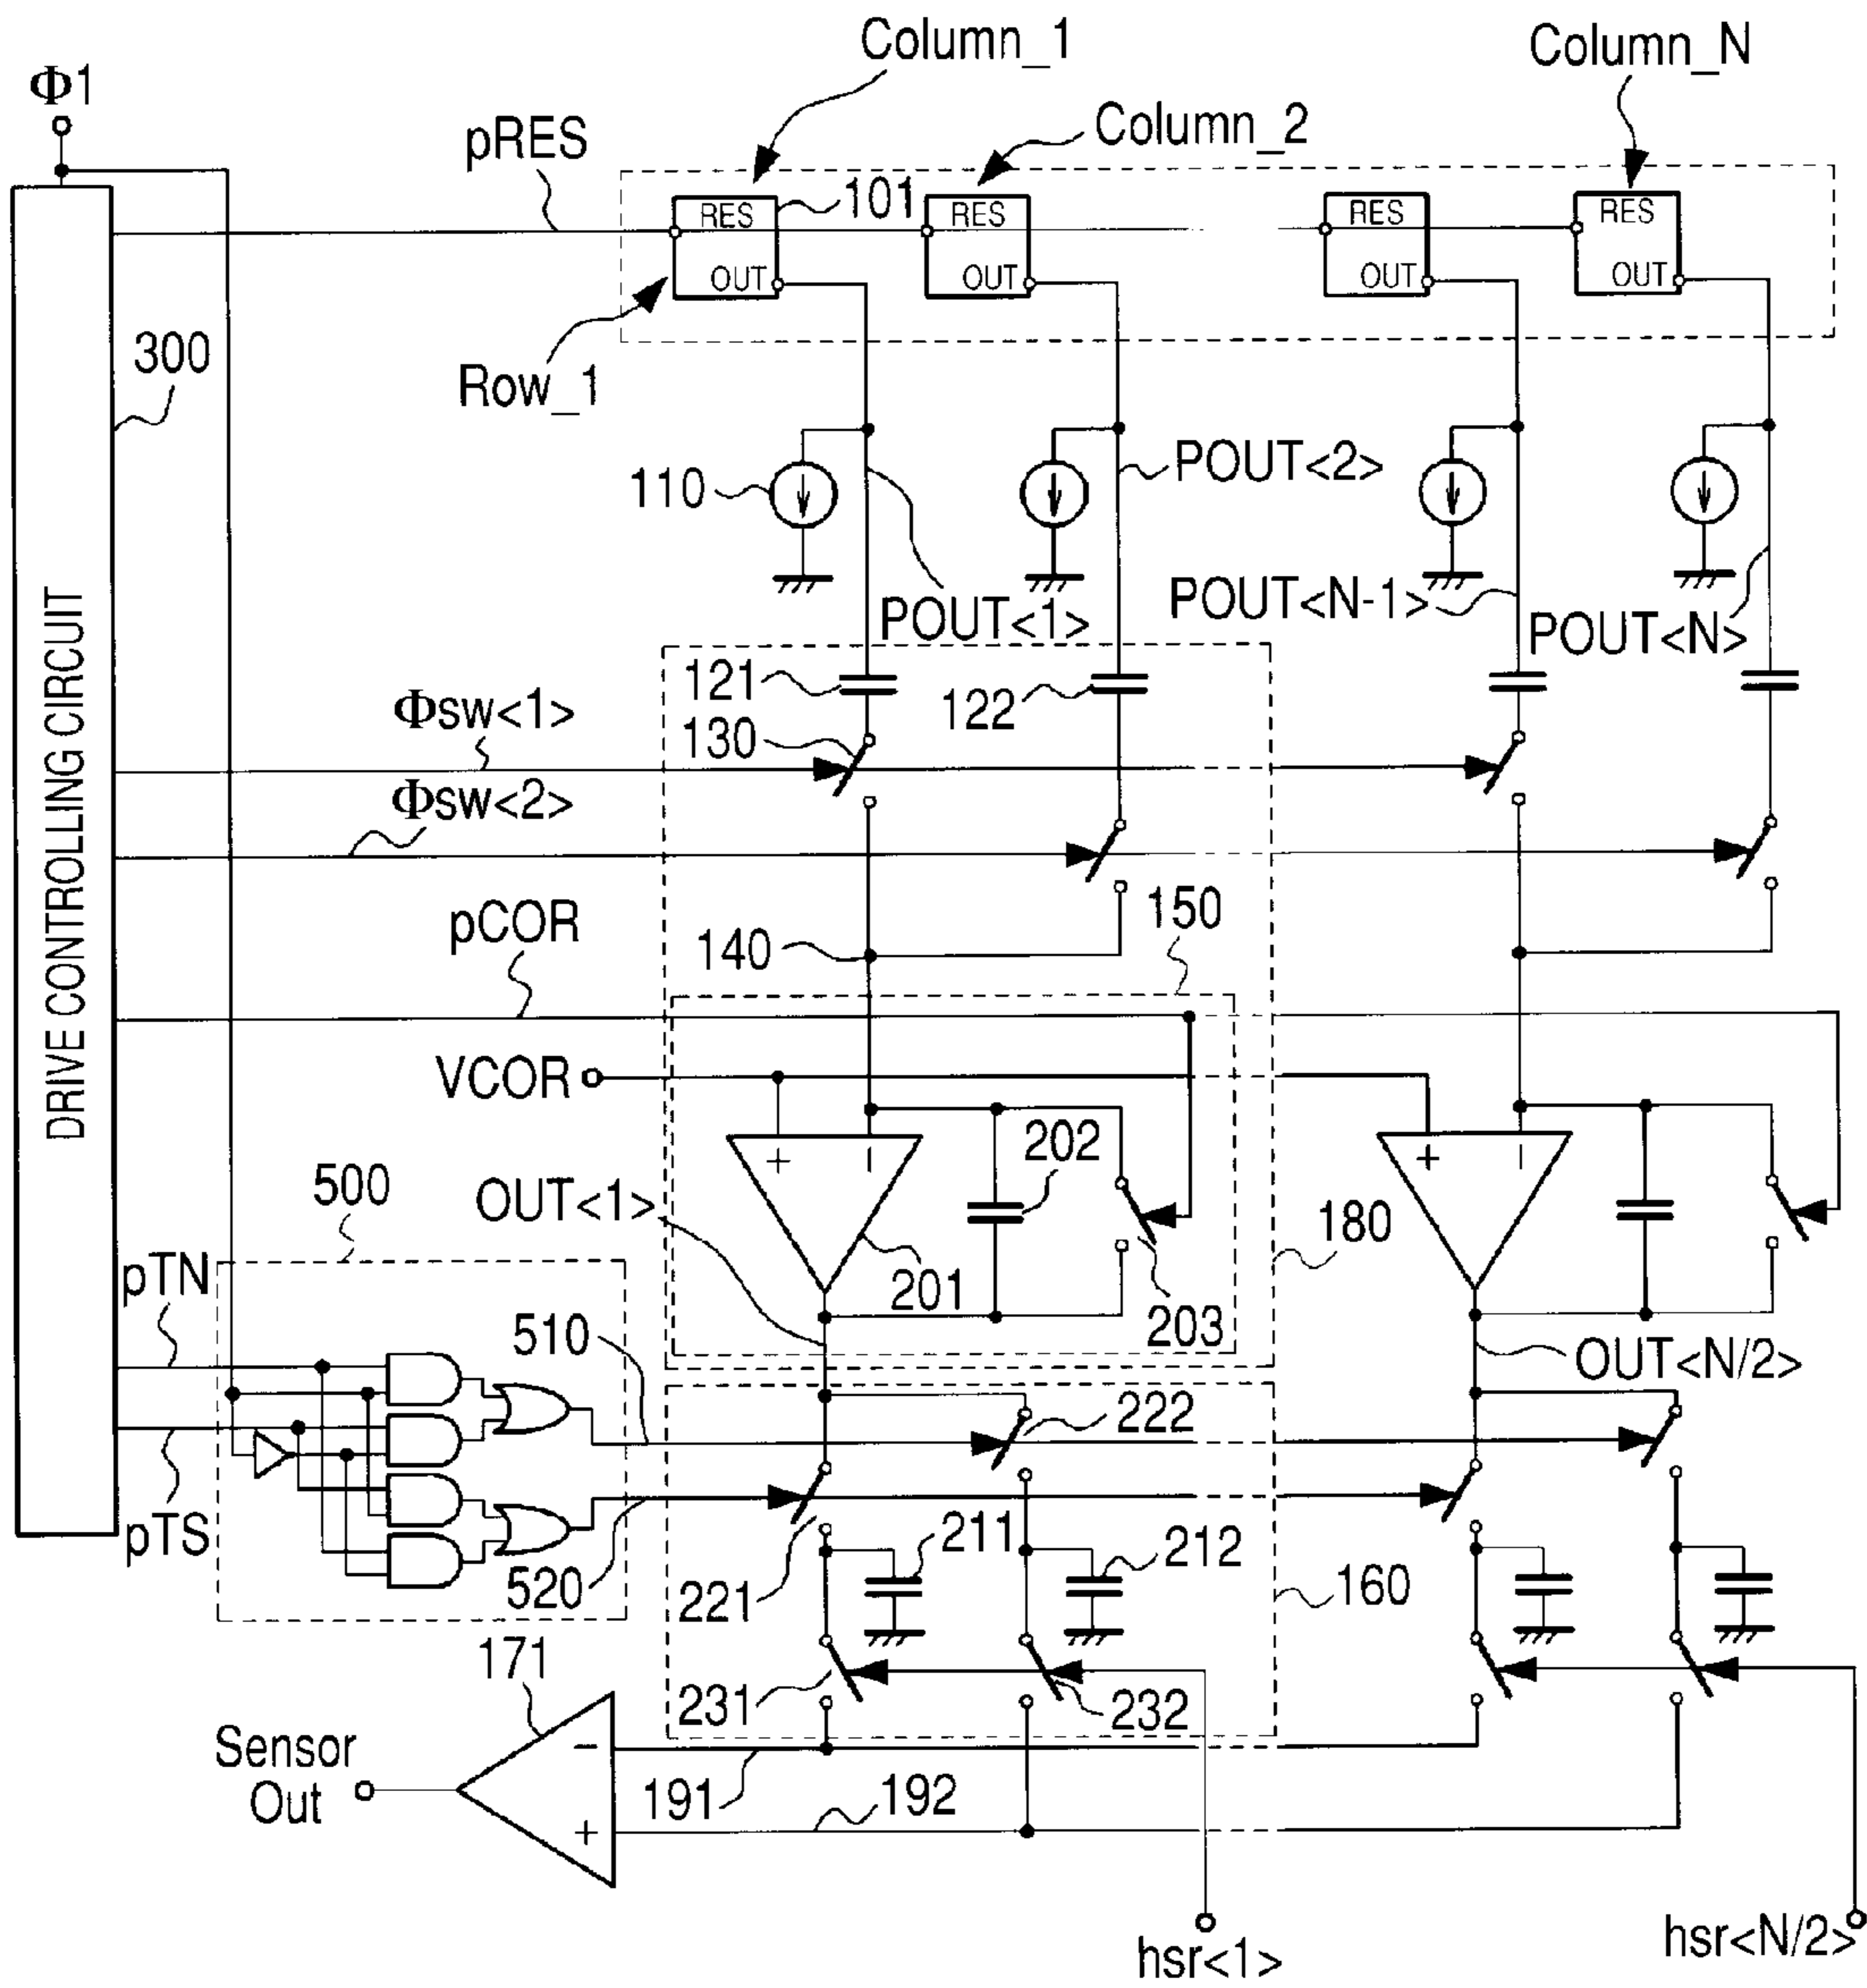 Column_1
Column_N
Φ1
pRES
Column_2
RES
101
RES
RES
RES
OUT
OUT
OUT
OUT
300
Row_1
110
POUT<2>
POUT<1>
POUT<N-1>
POUT<N>
DRIVE CONTROLLING CIRCUIT
121
122
Φsw<1>
130
Φsw<2>
150
pCOR
140
VCOR
+
−
202
+
−
500
OUT<1>
180
pTN
201
203
510
OUT<N/2>
222
pTS
520
221
211
212
160
171
231
232
Sensor
Out
−
+
191
192
hsr<1>
hsr<N/2>